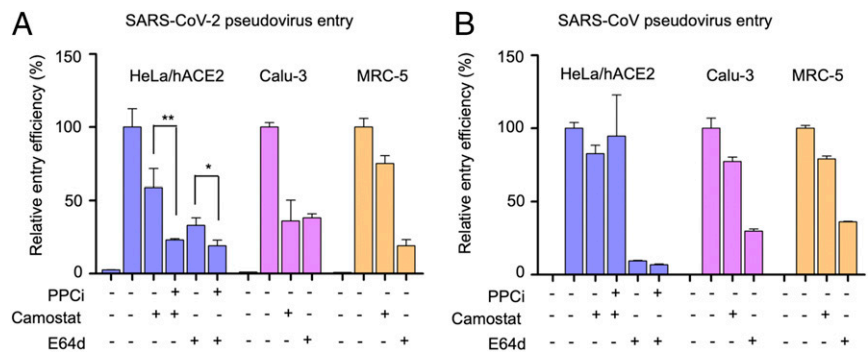 A SARS-CoV-2 pseudovirus entry
Relative entry efficiency (%)
150
100
50
0
HeLa/hACE2 Calu-3 MRC-5
** *
PPCi - - - + - + - - - - - - - -
Camostat - - + + - - - - + - - - + -
E64d - - - - + + - - - + - - - +
B SARS-CoV pseudovirus entry
Relative entry efficiency (%)
150
100
50
0
HeLa/hACE2 Calu-3 MRC-5
PPCi - - - + - + - - - - - - - -
Camostat - - + + - - - - + - - - + -
E64d - - - - + + - - - + - - - +